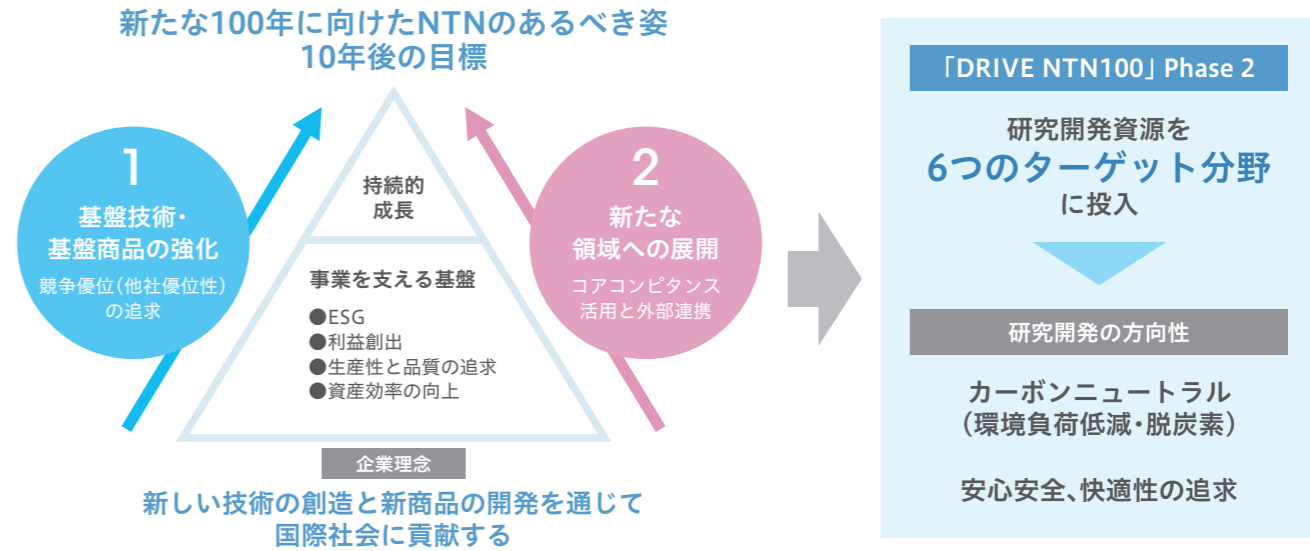 新たな100年に向けたNTNのあるべき姿
10年後の目標
1
基盤技術・
基盤商品の強化
競争優位(他社優位性)
の追求
持続的
成長
事業を支える基盤
●ESG
●利益創出
●生産性と品質の追求
●資産効率の向上
2
新たな
領域への展開
コアコンピタンス
活用と外部連携
企業理念
新しい技術の創造と新商品の開発を通じて
国際社会に貢献する
「DRIVE NTN100」Phase 2
研究開発資源を
6つのターゲット分野
に投入
研究開発の方向性
カーボンニュートラル
(環境負荷低減・脱炭素)
安心安全、快適性の追求